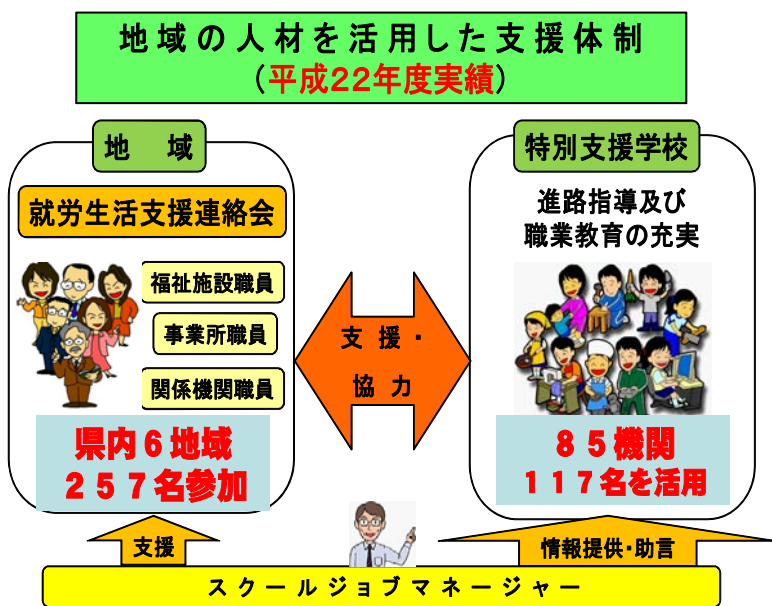 地域の人材を活用した支援体制
(平成22年度実績)
地 域
就労生活支援連絡会
福祉施設職員
事業所職員
関係機関職員
県内6地域
257名参加
支援・
協力
特別支援学校
進路指導及び
職業教育の充実
85機関
117名を活用
支援
情報提供・助言
スクールジョブマネージャー